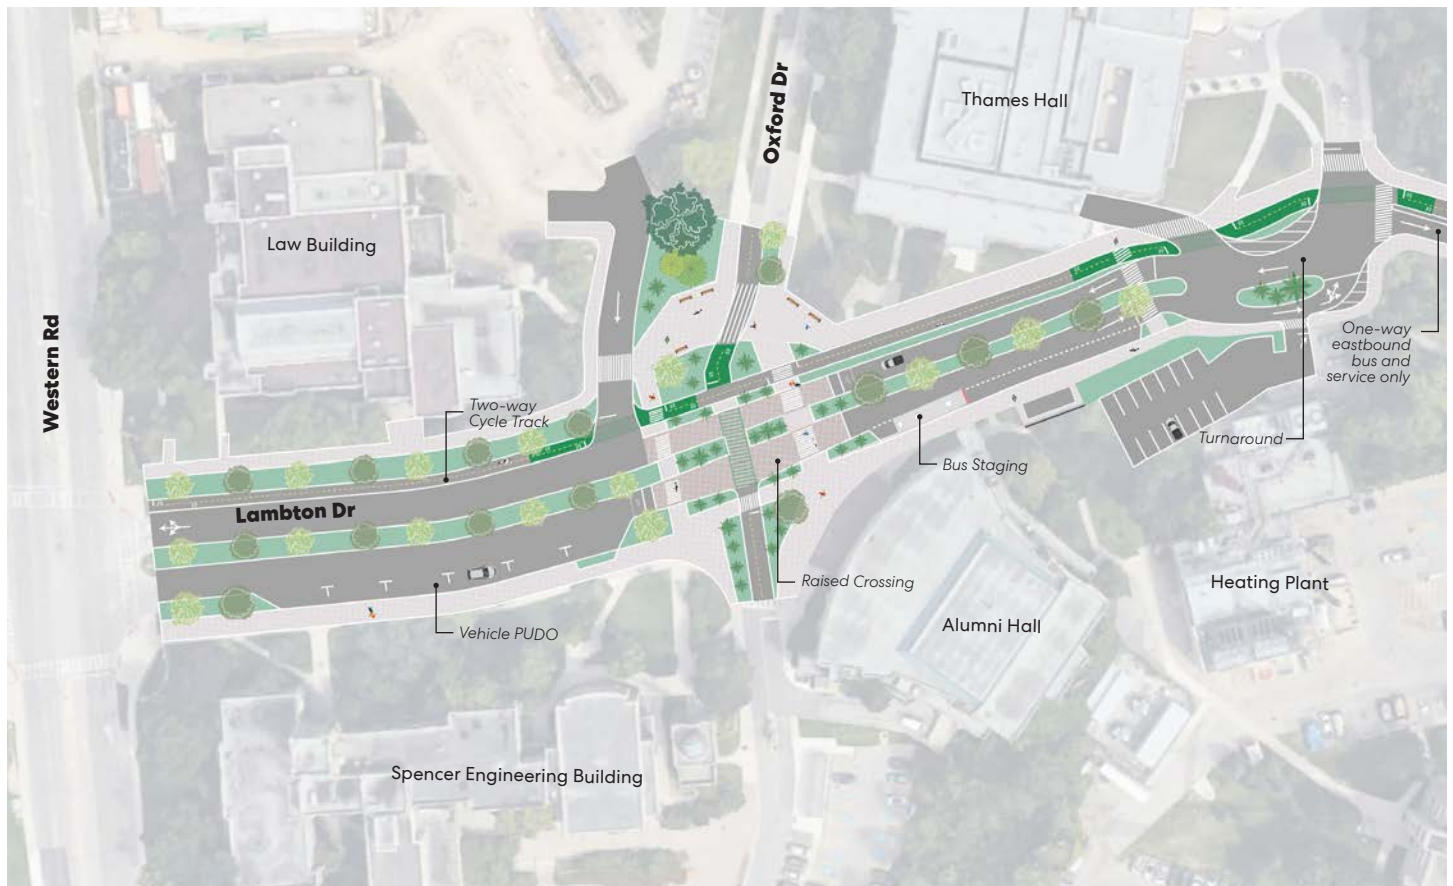 Thames Hall
Oxford Dr
Law Building
Western Rd
One-way
eastbound
bus and
service only
Two-way
Cycle Track
Turnaround
Bus Staging
Lambton Dr
Raised Crossing
Heating Plant
Alumni Hall
Vehicle PUDO
Spencer Engineering Building